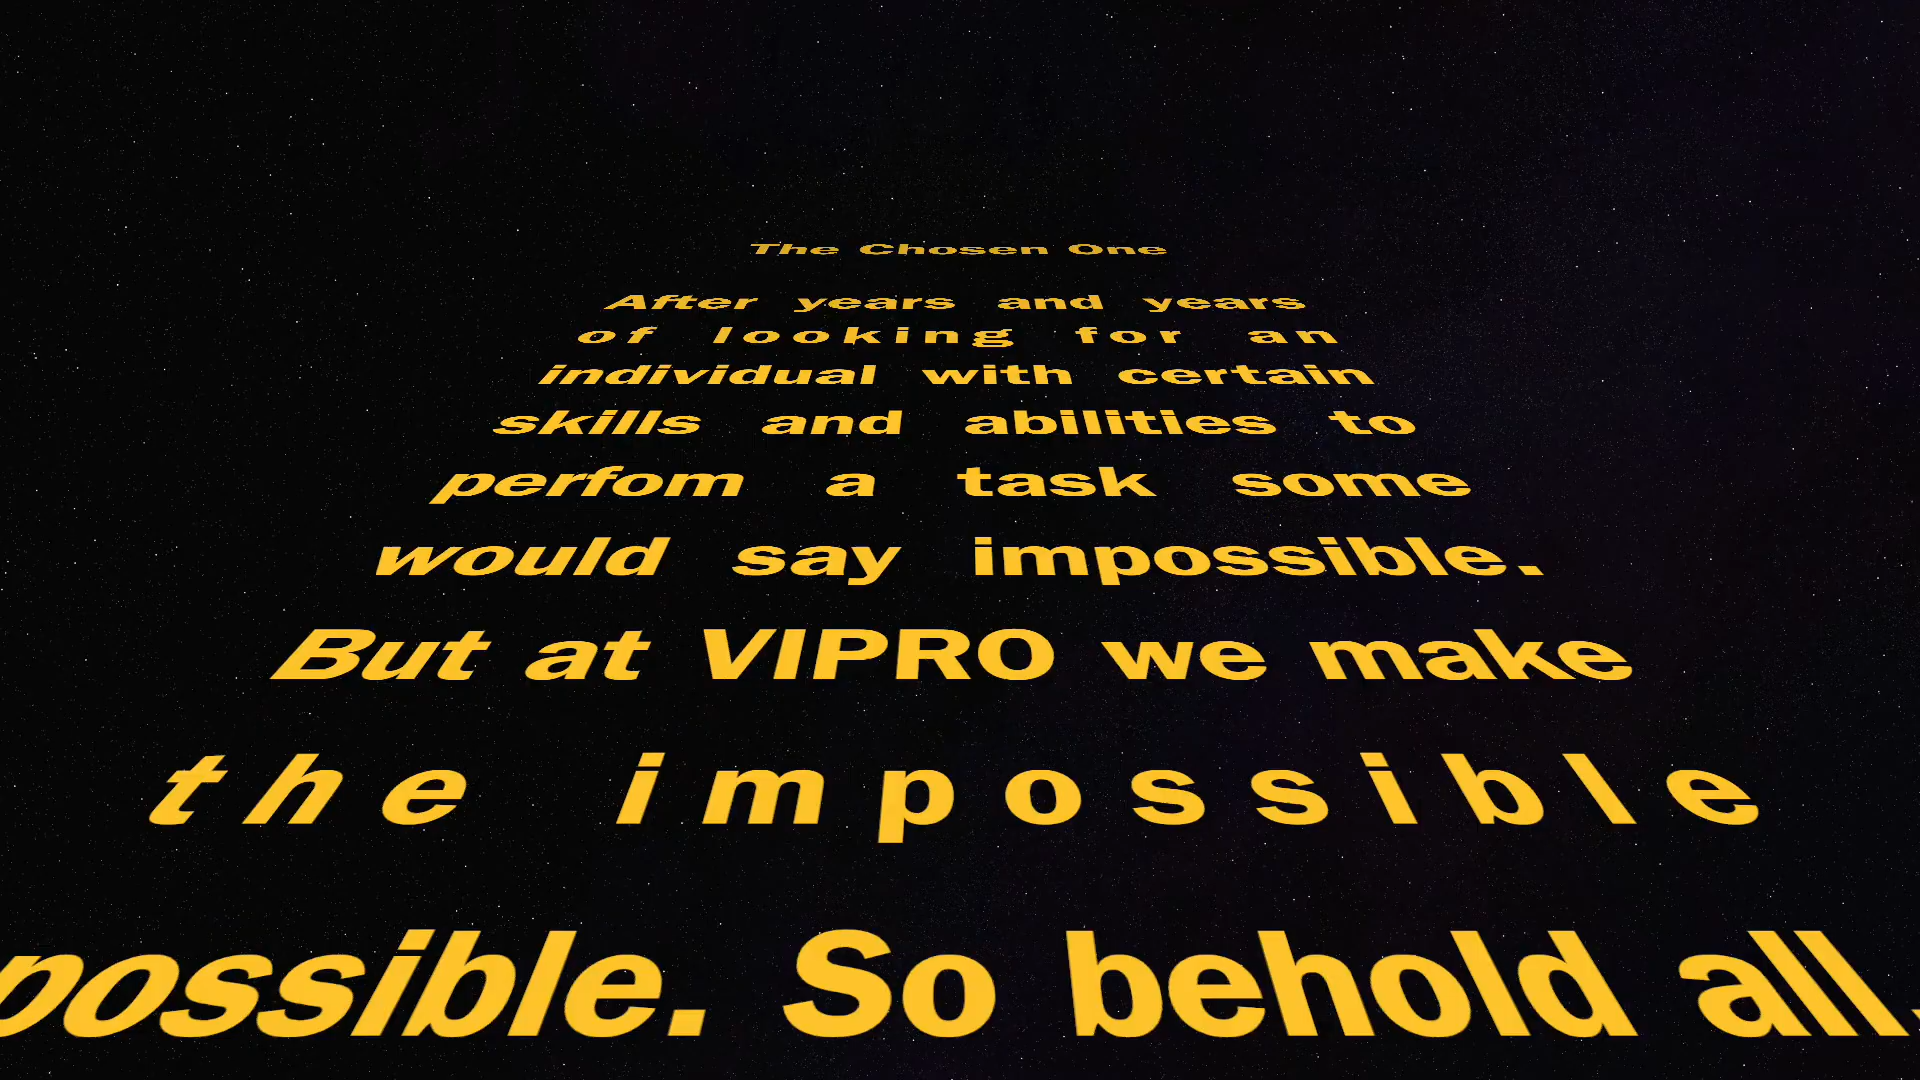 The Chosen One
After years and years
of looking for an
individual with certain
skills and abilities to
perfom a task some
would say impossible.
But at VIPRO we make
the impossible
possible. So behold all.